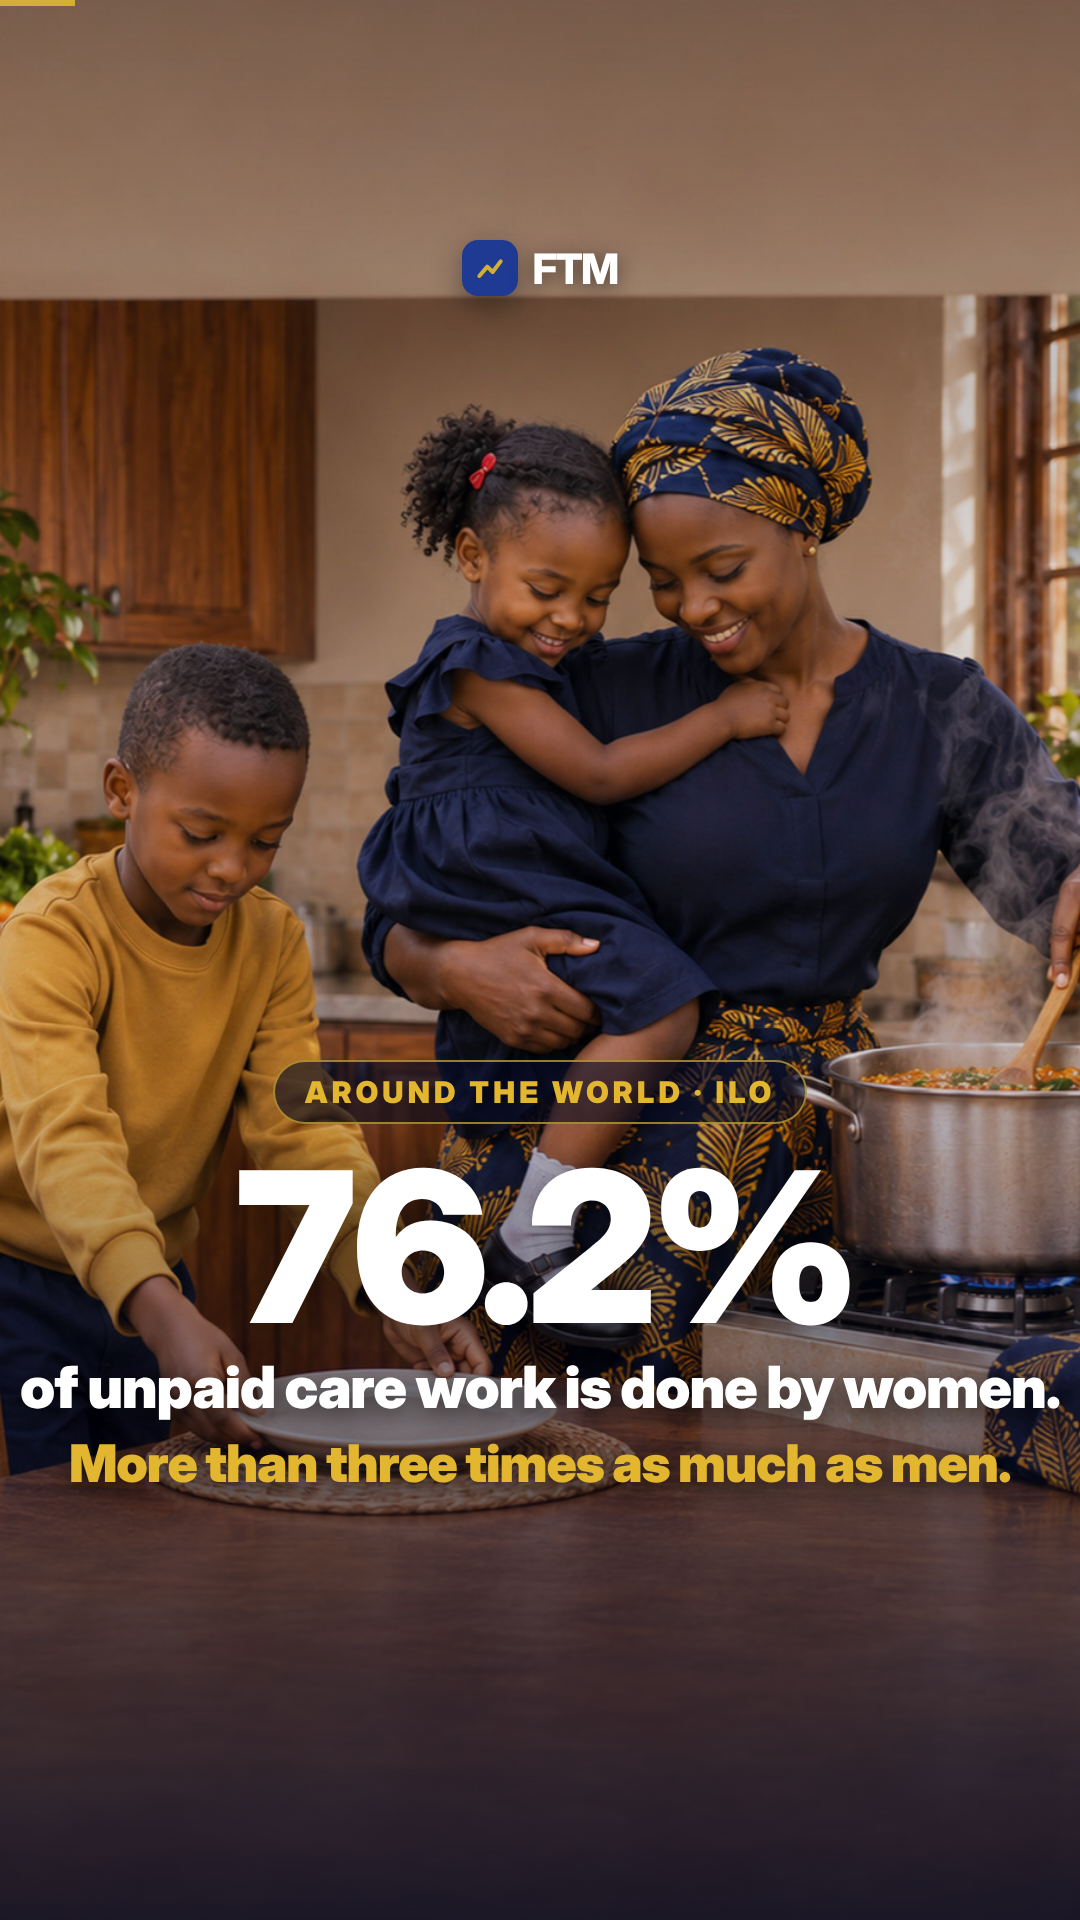 FTM
AROUND THE WORLD · ILO
76.2%
of unpaid care work is done by women.
More than three times as much as men.